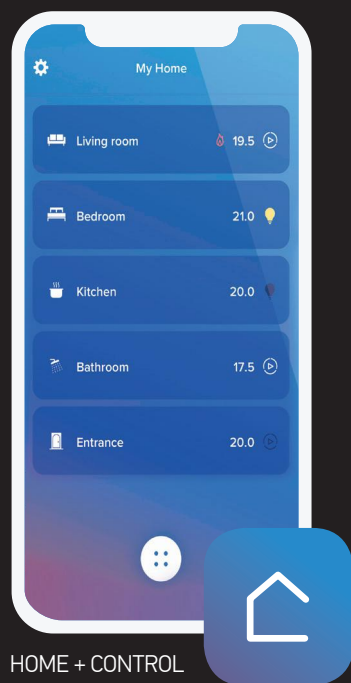 My Home
Living room 19.5
Bedroom 21.0
Kitchen 20.0
Bathroom 17.5
Entrance 20.0
HOME + CONTROL